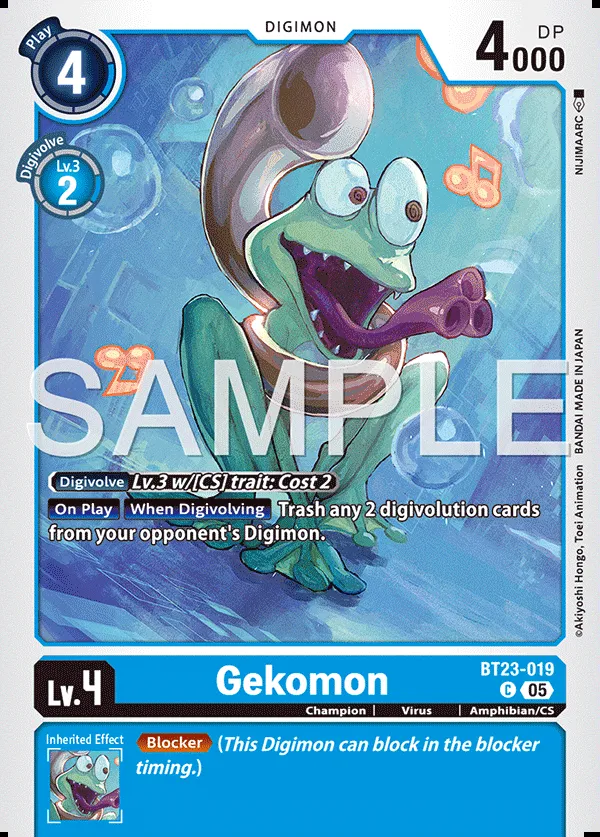 DIGIMON
Play
4
DP
4000
Digivolve
Lv.3
2
NIJIMAARC
SAMPLE
Digivolve Lv.3 w/[CS] trait: Cost 2
On Play When Digivolving Trash any 2 digivolution cards
from your opponent's Digimon.
©Akiyoshi Hongo, Toei Animation BANDAI MADE IN JAPAN
Lv.4
Gekomon
BT23-019
C 05
Champion | Virus | Amphibian/CS
Inherited Effect
Blocker (This Digimon can block in the blocker
timing.)